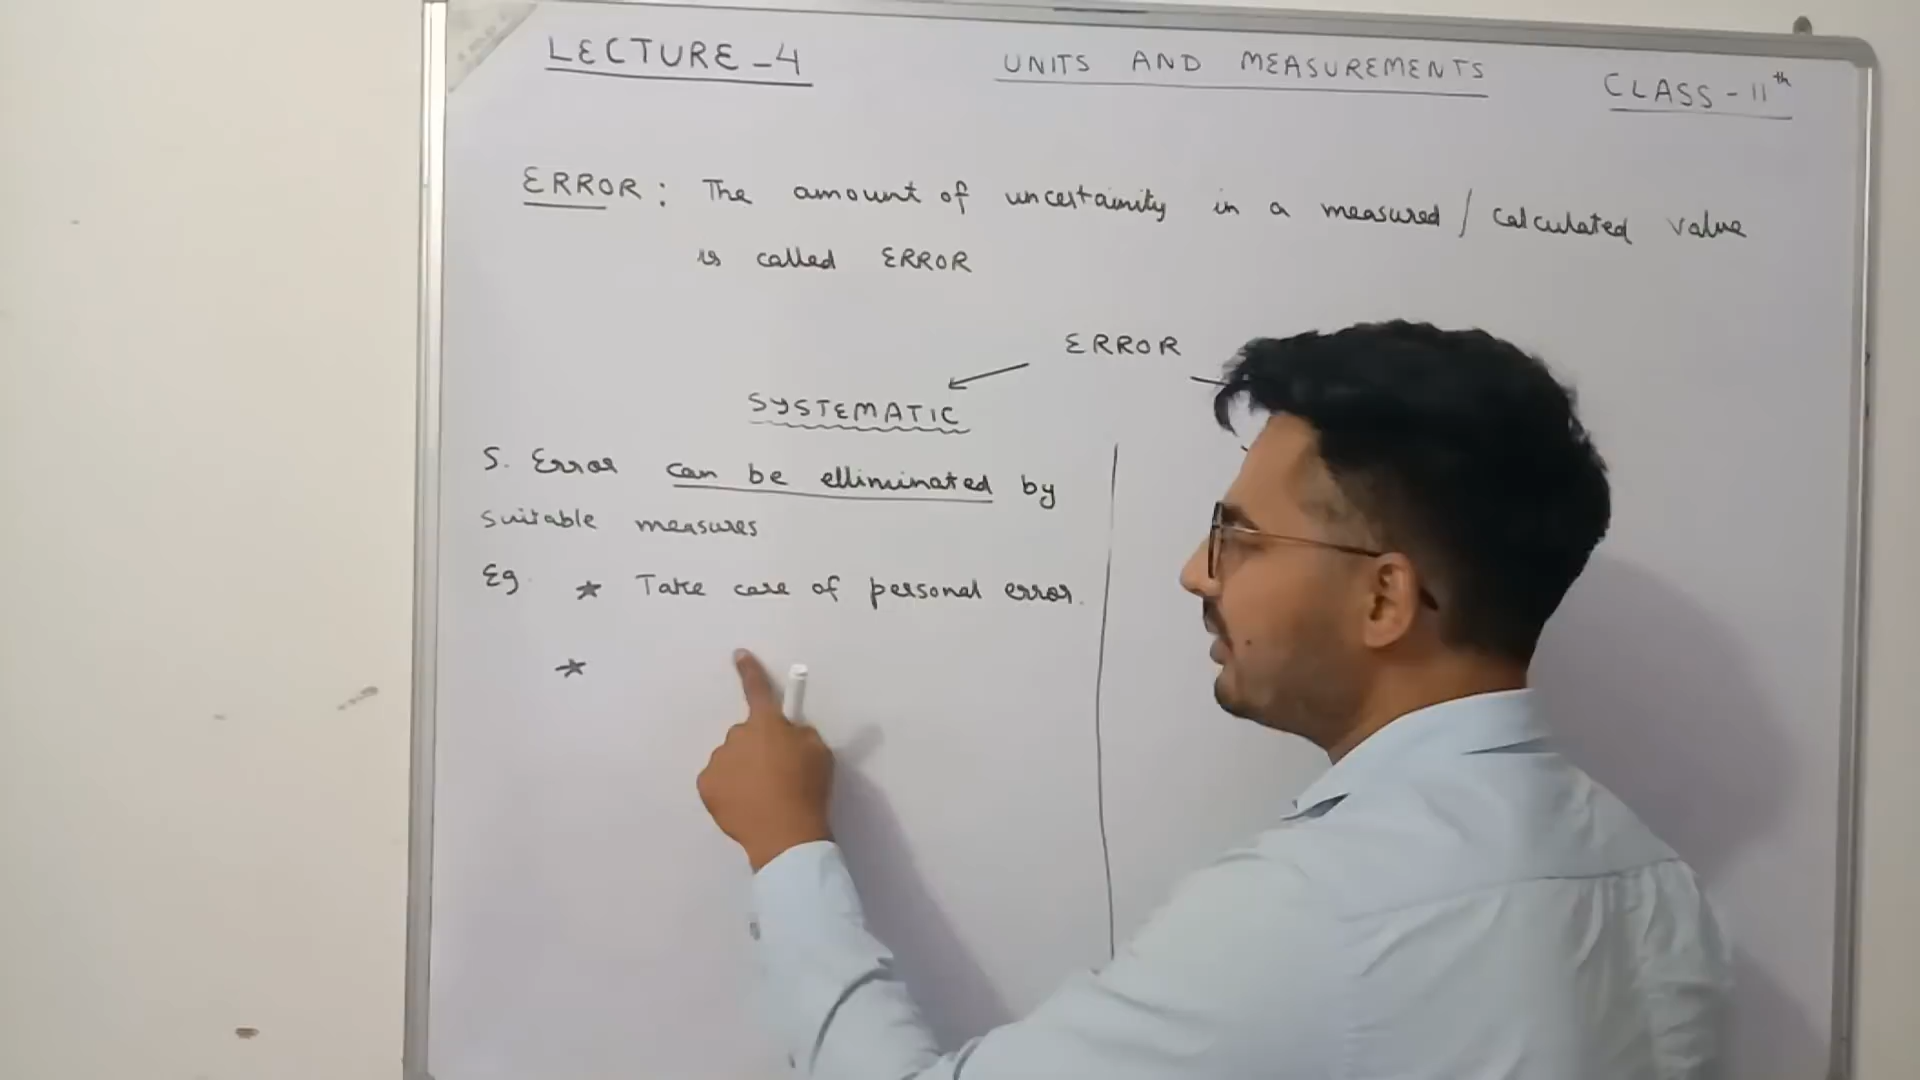 LECTURE-4
UNITS AND MEASUREMENTS
CLASS-11th
ERROR: The amount of uncertainity in a measured / calculated value
is called ERROR
ERROR
SYSTEMATIC
S. Error can be elliminated by
suitable measures
Eg. * Take care of personal error.
*